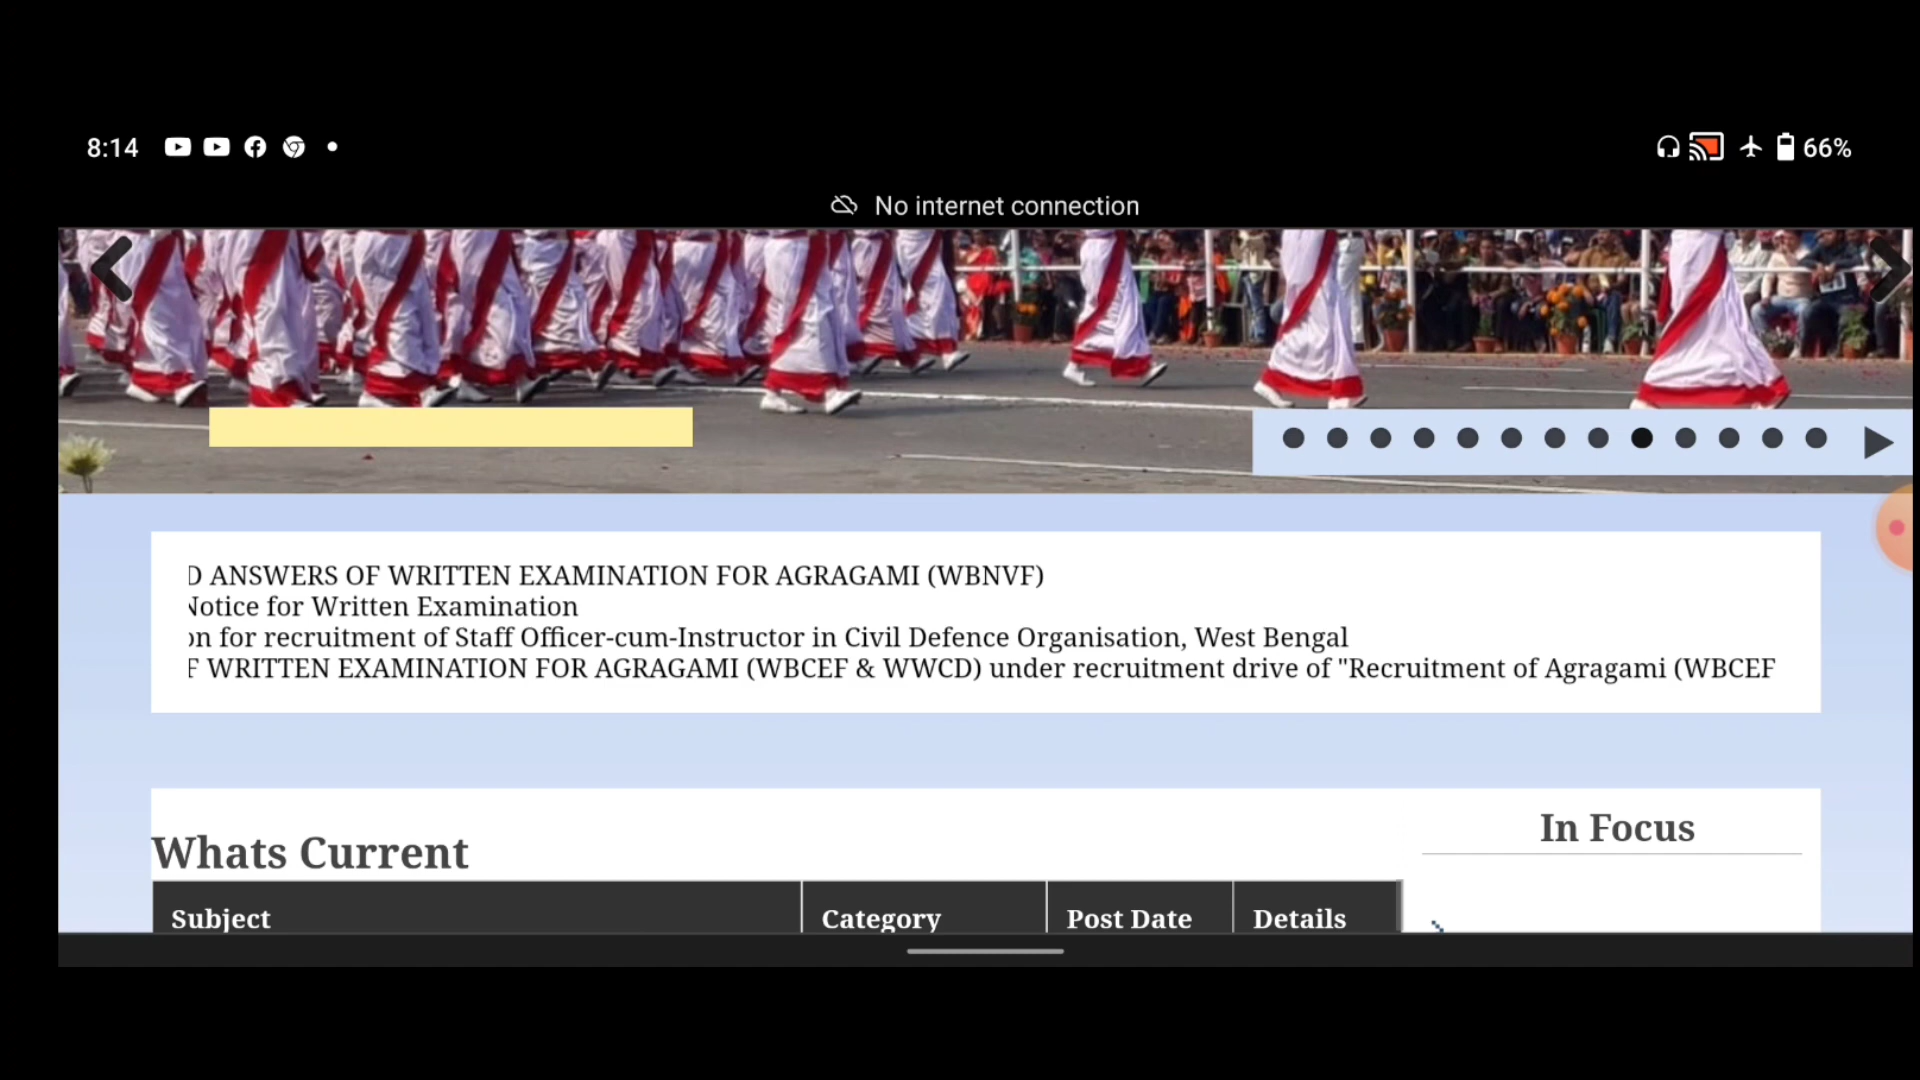 8:14
66%
No internet connection
ANSWERS OF WRITTEN EXAMINATION FOR AGRAGAMI (WBNVF)
Notice for Written Examination
on for recruitment of Staff Officer-cum-Instructor in Civil Defence Organisation, West Bengal
F WRITTEN EXAMINATION FOR AGRAGAMI (WBCEF & WWCD) under recruitment drive of "Recruitment of Agragami (WBCEF
Whats Current
In Focus
Subject
Category
Post Date
Details